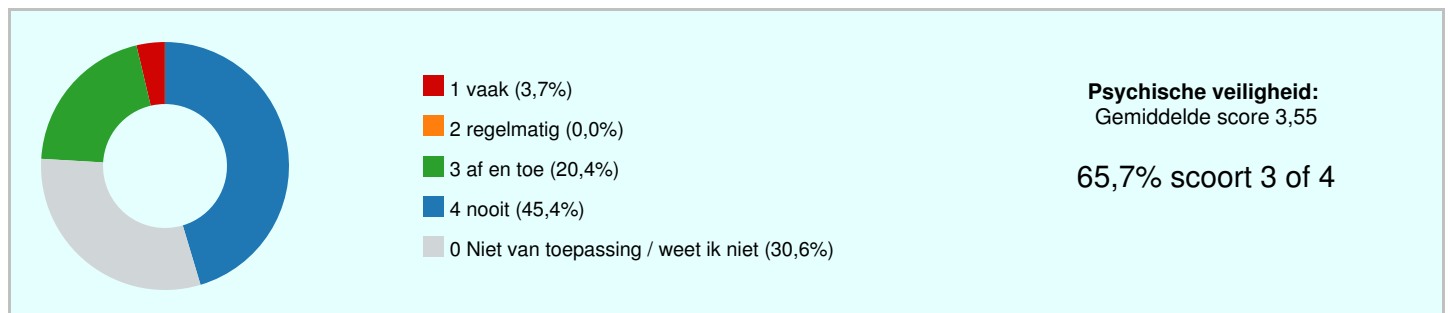 1 vaak (3,7%)
2 regelmatig (0,0%)
3 af en toe (20,4%)
4 nooit (45,4%)
0 Niet van toepassing / weet ik niet (30,6%)
Psychische veiligheid:
Gemiddelde score 3,55
65,7% scoort 3 of 4